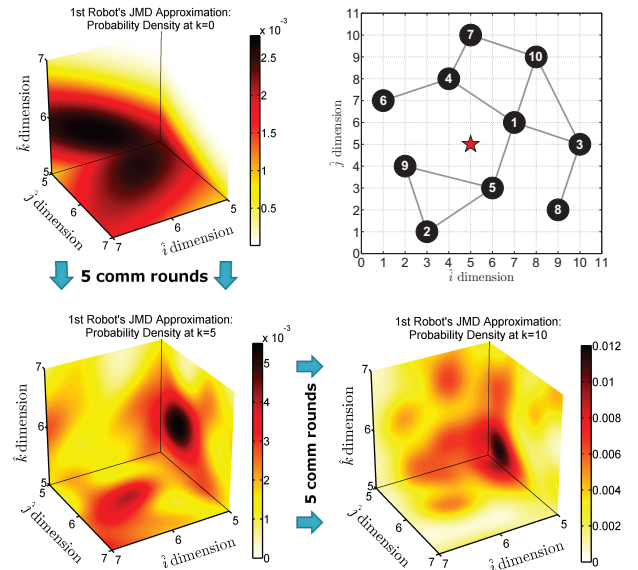 1st Robot's JMD Approximation:
Probability Density at k=0
x 10⁻³
7
6
5
k̂ dimension
ĵ dimension
5
6
7
î dimension
7
6
5
2.5
2
1.5
1
0.5
11
10
9
8
7
6
5
4
3
2
1
0
ĵ dimension
0 1 2 3 4 5 6 7 8 9 10 11
î dimension
7
10
4
6
1
3
9
5
8
2
5 comm rounds
1st Robot's JMD Approximation:
Probability Density at k=5
x 10⁻³
7
6
5
k̂ dimension
ĵ dimension
6
7
î dimension
7
6
5
5
4
3
2
1
0
5 comm rounds
1st Robot's JMD Approximation:
Probability Density at k=10
7
6
5
k̂ dimension
ĵ dimension
6
7
î dimension
7
6
5
0.012
0.01
0.008
0.006
0.004
0.002
0